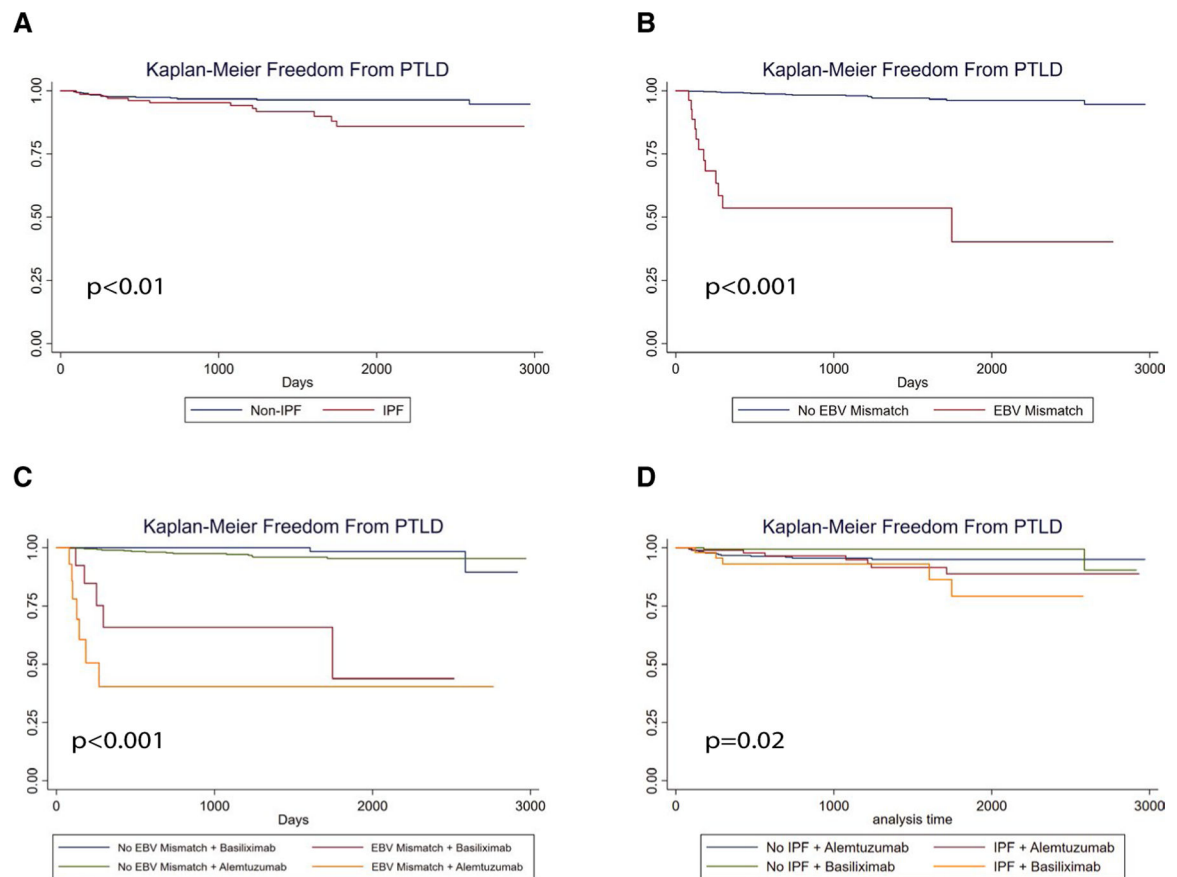 A
Kaplan-Meier Freedom From PTLD
1.00
0.75
0.50
0.25
0.00
p<0.01
0 1000 2000 3000
Days
Non-IPF IPF
B
Kaplan-Meier Freedom From PTLD
1.00
0.75
0.50
0.25
0.00
p<0.001
0 1000 2000 3000
Days
No EBV Mismatch EBV Mismatch
C
Kaplan-Meier Freedom From PTLD
1.00
0.75
0.50
0.25
0.00
p<0.001
0 1000 2000 3000
Days
No EBV Mismatch + Basiliximab EBV Mismatch + Basiliximab
No EBV Mismatch + Alemtuzumab EBV Mismatch + Alemtuzumab
D
Kaplan-Meier Freedom From PTLD
1.00
0.75
0.50
0.25
0.00
p=0.02
0 1000 2000 3000
analysis time
No IPF + Alemtuzumab IPF + Alemtuzumab
No IPF + Basiliximab IPF + Basiliximab